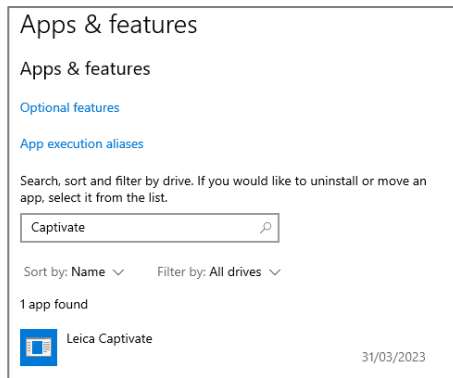 Apps & features
Apps & features
Optional features
App execution aliases
Search, sort and filter by drive. If you would like to uninstall or move an
app, select it from the list.
Captivate
Sort by: Name Filter by: All drives
1 app found
Leica Captivate
31/03/2023